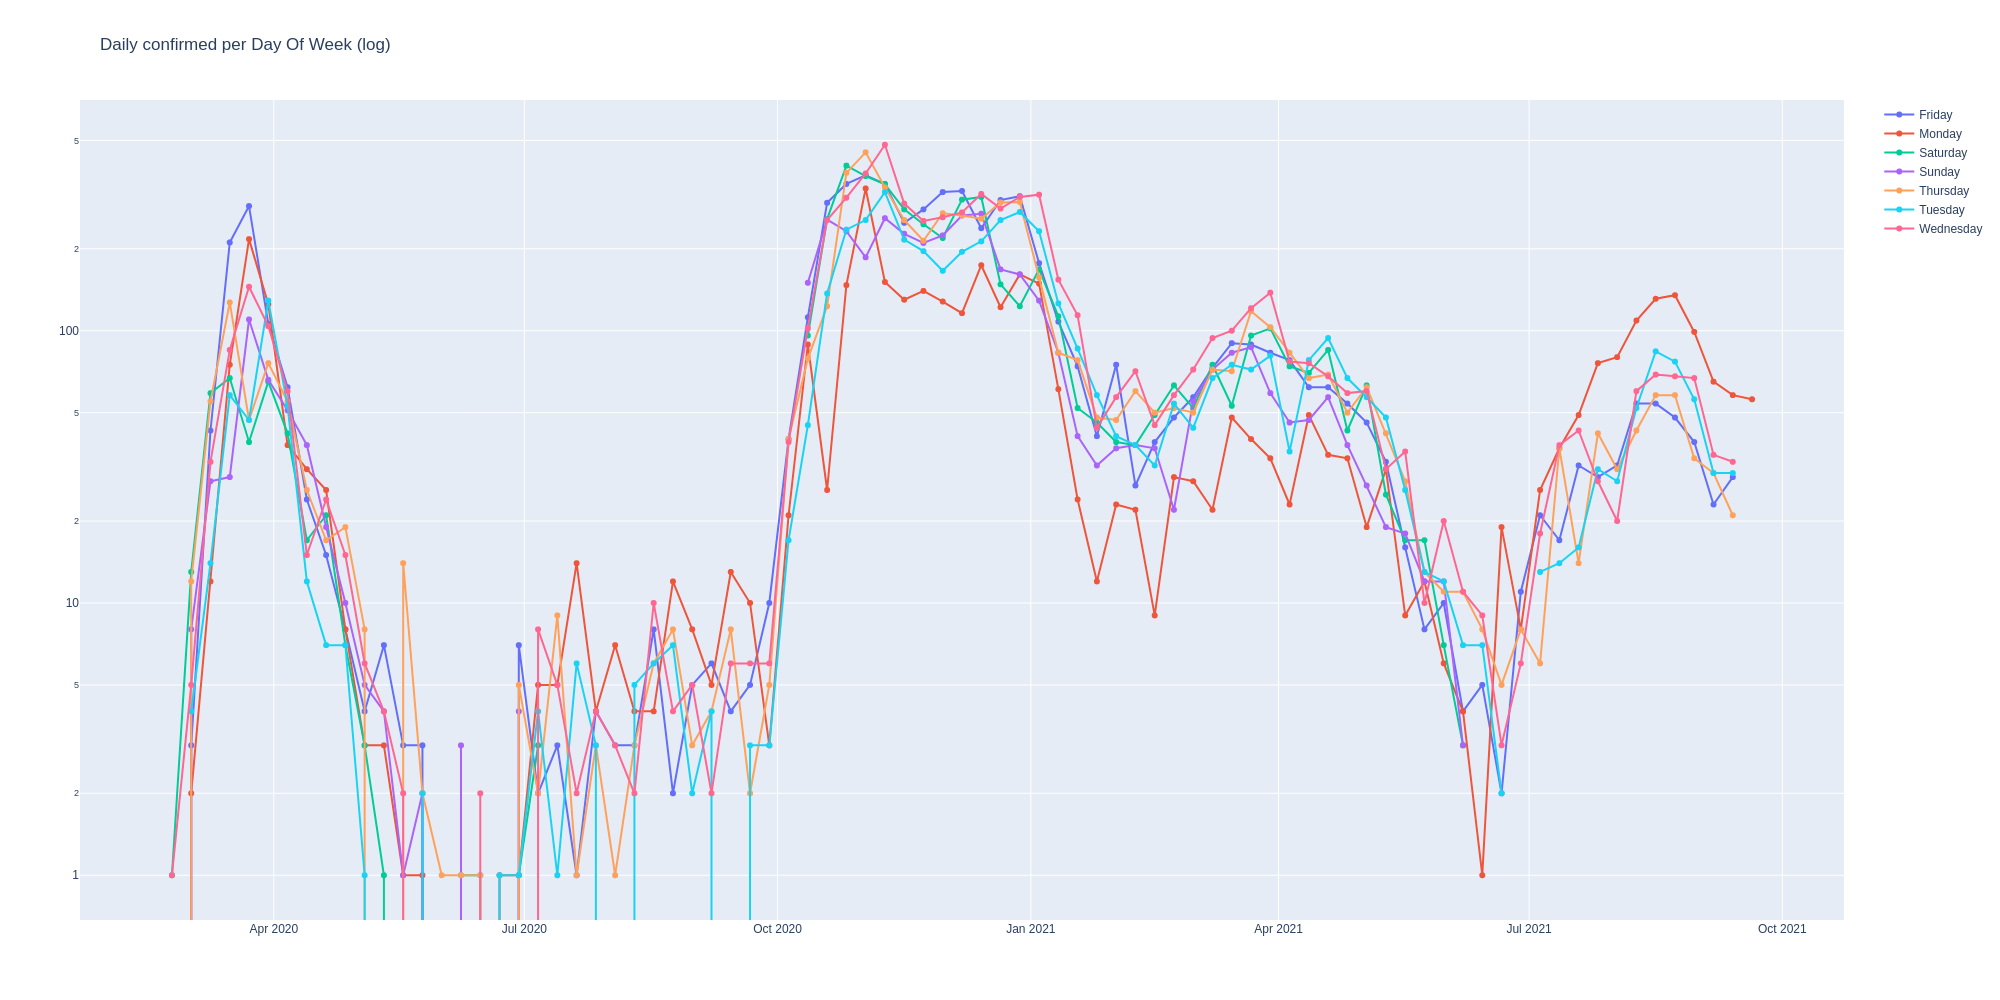 Daily confirmed per Day Of Week (log)
5
2
100
5
2
10
5
2
1
Apr 2020
Jul 2020
Oct 2020
Jan 2021
Apr 2021
Jul 2021
Oct 2021
Friday
Monday
Saturday
Sunday
Thursday
Tuesday
Wednesday